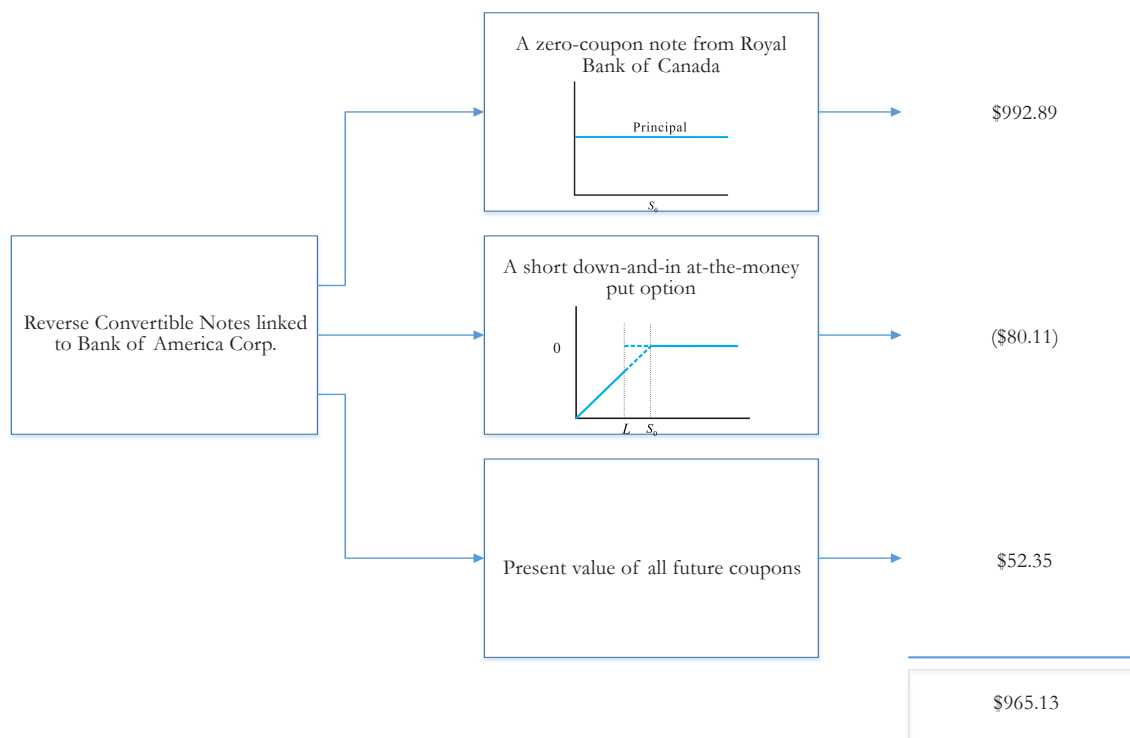 A zero-coupon note from Royal
Bank of Canada
Principal
S₀
$992.89
Reverse Convertible Notes linked
to Bank of America Corp.
A short down-and-in at-the-money
put option
0
L S₀
($80.11)
Present value of all future coupons
$52.35
$965.13